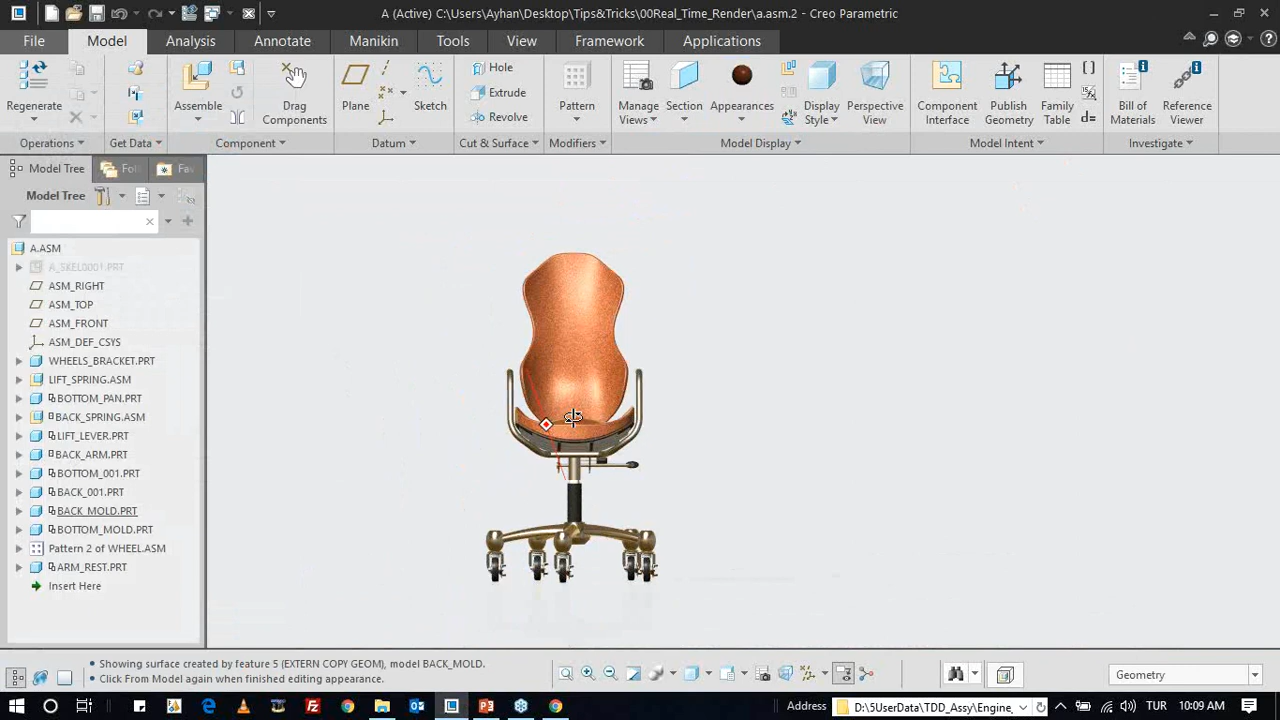 A (Active) C:\Users\Ayhan\Desktop\Tips&Tricks\00Real_Time_Render\a.asm.2 - Creo Parametric
File Model Analysis Annotate Manikin Tools View Framework Applications
Regenerate
Operations
Get Data
Assemble
Drag Components
Component
Plane
Sketch
Datum
Hole
Extrude
Revolve
Cut & Surface
Pattern
Modifiers
Manage Views
Section
Appearances
Display Style
Perspective View
Model Display
Component Interface
Publish Geometry
Family Table
d=
Model Intent
Bill of Materials
Reference Viewer
Investigate
Model Tree Fol Fav
Model Tree
A.ASM
A_SKEL0001.PRT
ASM_RIGHT
ASM_TOP
ASM_FRONT
ASM_DEF_CSYS
WHEELS_BRACKET.PRT
LIFT_SPRING.ASM
BOTTOM_PAN.PRT
BACK_SPRING.ASM
LIFT_LEVER.PRT
BACK_ARM.PRT
BOTTOM_001.PRT
BACK_001.PRT
BACK_MOLD.PRT
BOTTOM_MOLD.PRT
Pattern 2 of WHEEL.ASM
ARM_REST.PRT
Insert Here
• Showing surface created by feature 5 (EXTERN COPY GEOM), model BACK_MOLD.
• Click From Model again when finished editing appearance.
Geometry
Address D:\5UserData\TDD_Assy\Engine_ TUR 10:09 AM